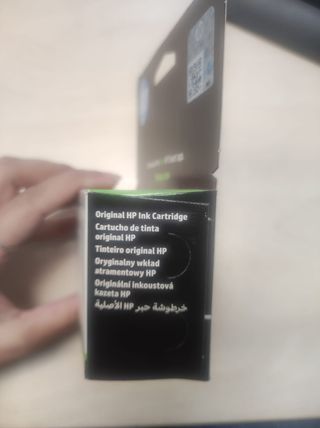 Original HP Ink Cartridge
Cartucho de tinta
original HP
Tinteiro original HP
Oryginalny wkład
atramentowy HP
Originální inkoustová
kazeta HP
خرطوشة حبر HP الأصلية